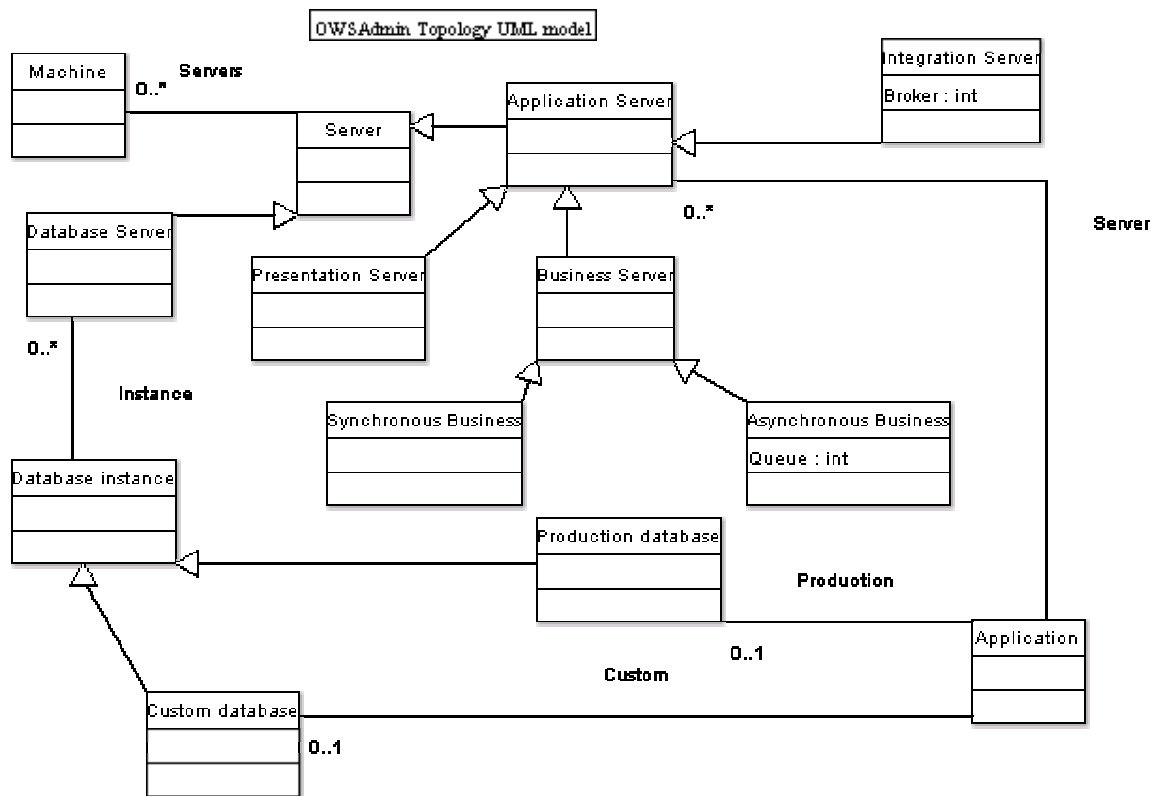 OWSAdmin Topology UML model
Machine
Servers
0..*
Server
Application Server
Integration Server
Broker : int
0..*
Server
Database Server
Presentation Server
Business Server
0..*
Instance
Synchronous Business
Asynchronous Business
Queue : int
Database instance
Production database
Production
0..1
Application
Custom
Custom database
0..1